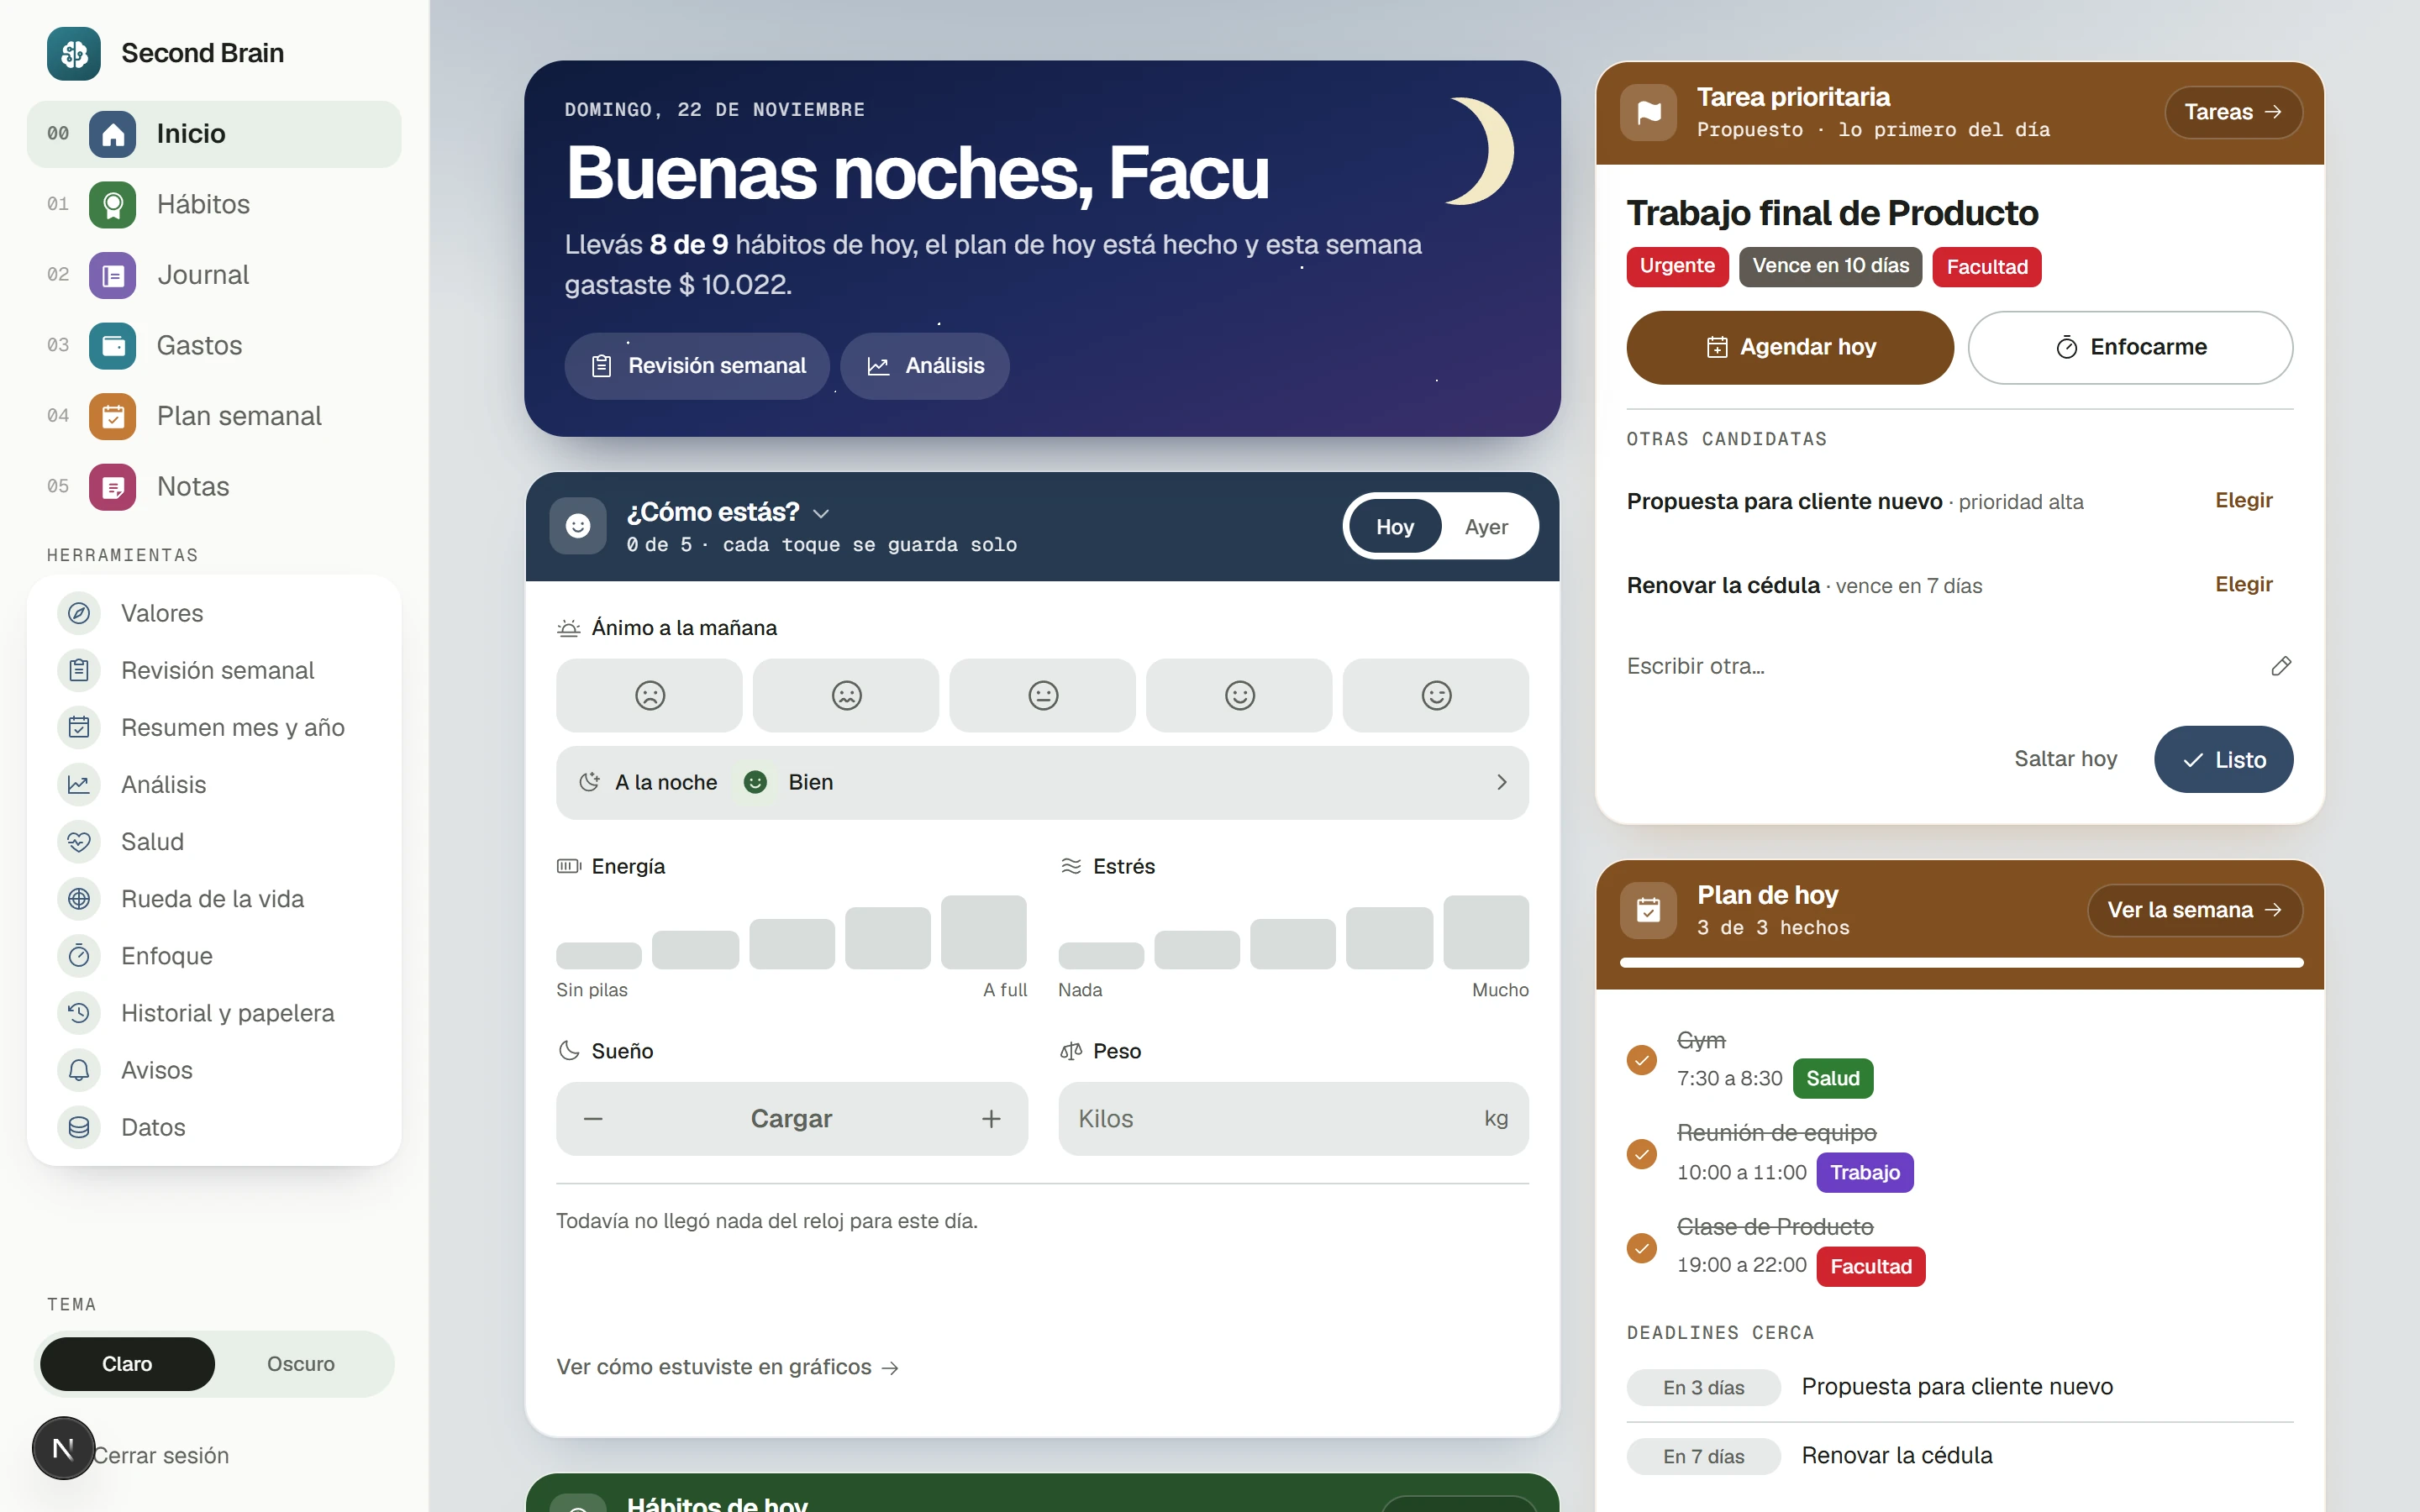 Second Brain
00 Inicio
01 Hábitos
02 Journal
03 Gastos
04 Plan semanal
05 Notas
HERRAMIENTAS
Valores
Revisión semanal
Resumen mes y año
Análisis
Salud
Rueda de la vida
Enfoque
Historial y papelera
Avisos
Datos
TEMA
Claro Oscuro
N Cerrar sesión
DOMINGO, 22 DE NOVIEMBRE
Buenas noches, Facu
Llevás 8 de 9 hábitos de hoy, el plan de hoy está hecho y esta semana
gastaste $ 10.022.
Revisión semanal Análisis
¿Cómo estás?
0 de 5 · cada toque se guarda solo
Hoy Ayer
Ánimo a la mañana
A la noche Bien
Energía Estrés
Sin pilas A full Nada Mucho
Sueño Peso
Cargar Kilos kg
Todavía no llegó nada del reloj para este día.
Ver cómo estuviste en gráficos →
Hábitos de hoy
Tarea prioritaria
Propuesto · lo primero del día
Tareas →
Trabajo final de Producto
Urgente Vence en 10 días Facultad
Agendar hoy Enfocarme
OTRAS CANDIDATAS
Propuesta para cliente nuevo · prioridad alta Elegir
Renovar la cédula · vence en 7 días Elegir
Escribir otra...
Saltar hoy Listo
Plan de hoy
3 de 3 hechos
Ver la semana →
Gym
7:30 a 8:30 Salud
Reunión de equipo
10:00 a 11:00 Trabajo
Clase de Producto
19:00 a 22:00 Facultad
DEADLINES CERCA
En 3 días Propuesta para cliente nuevo
En 7 días Renovar la cédula